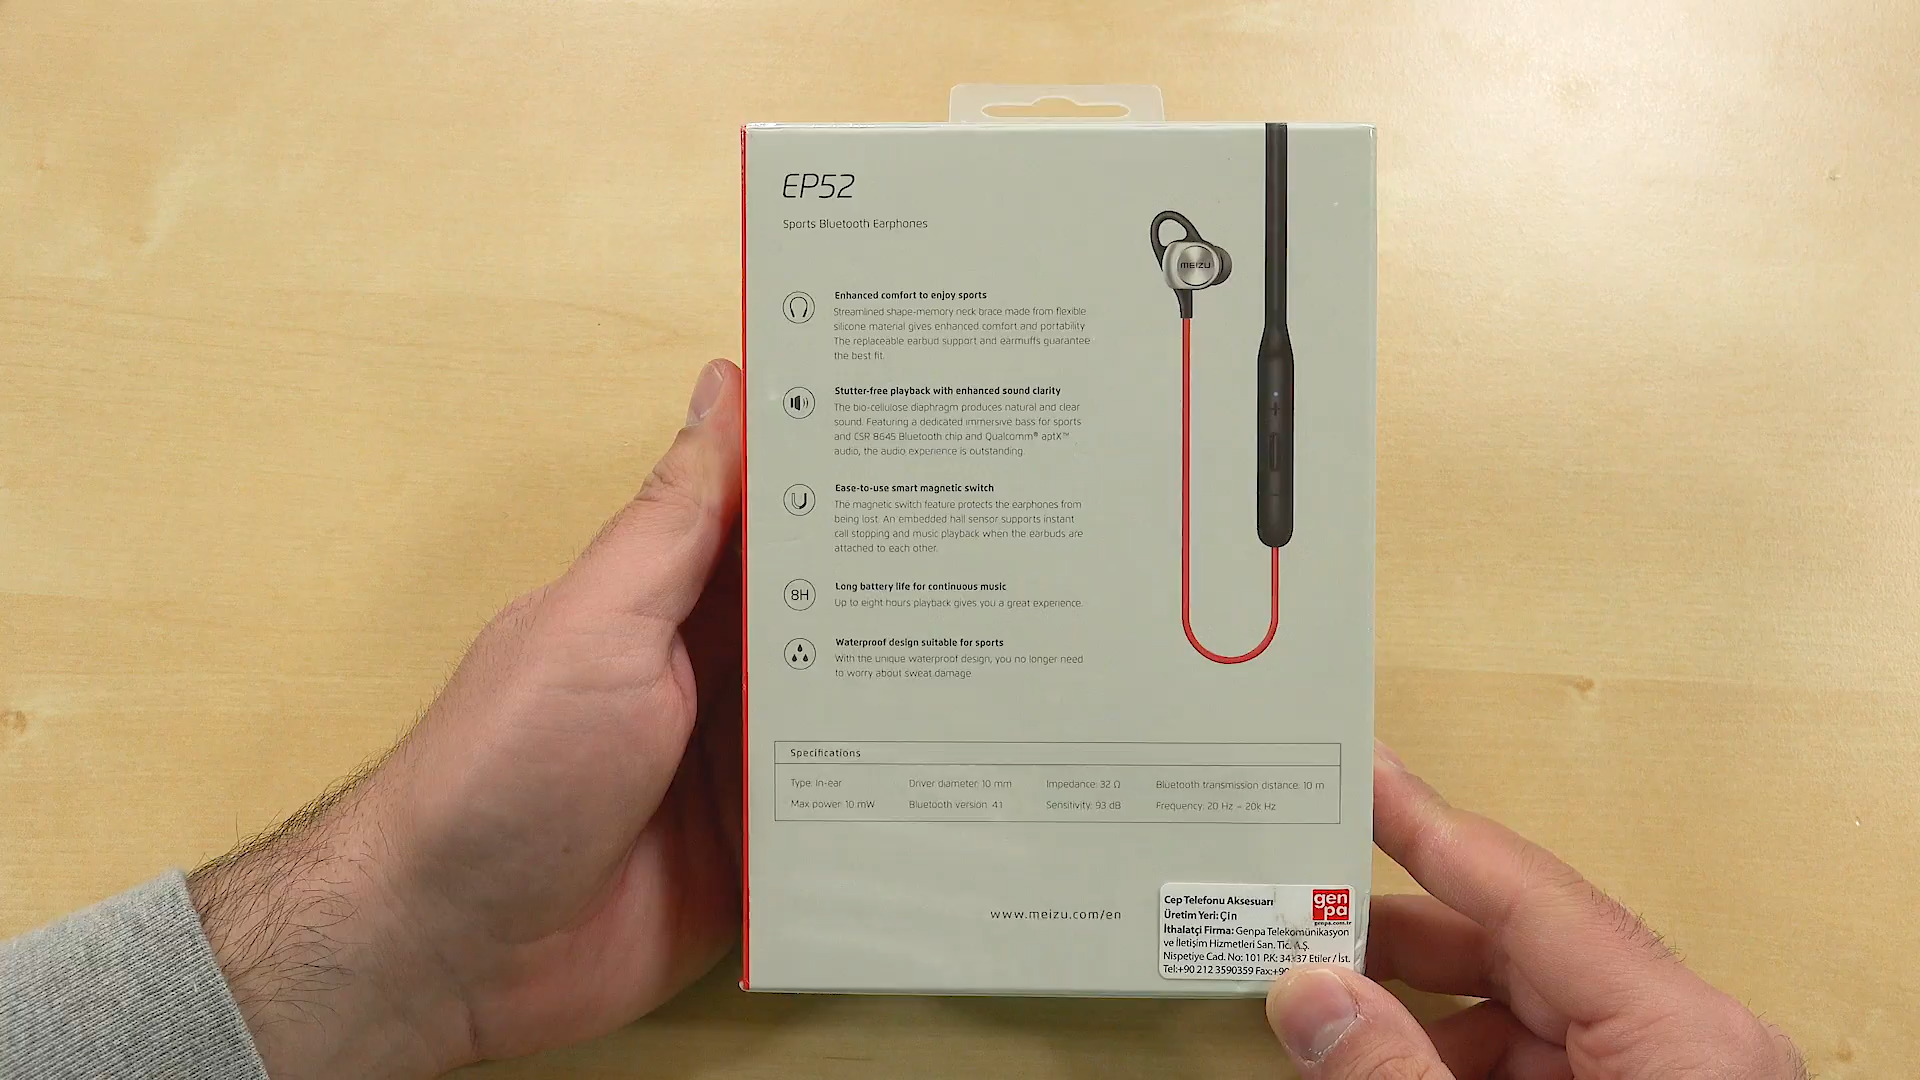 EP52
Sports Bluetooth Earphones
MEIZU
Enhanced comfort to enjoy sports
Streamlined shape-memory neck brace made from flexible
silicone material gives enhanced comfort and portability
The replaceable earbud support and earmuffs guarantee
the best fit.
Stutter-free playback with enhanced sound clarity
The bio-cellulose diaphragm produces natural and clear
sound. Featuring a dedicated immersive bass for sports
and CSR 8645 Bluetooth chip and Qualcomm® aptX™
audio, the audio experience is outstanding.
Ease-to-use smart magnetic switch
The magnetic switch feature protects the earphones from
being lost. An embedded hall sensor supports instant
call stopping and music playback when the earbuds are
attached to each other.
8H
Long battery life for continuous music
Up to eight hours playback gives you a great experience.
Waterproof design suitable for sports
With the unique waterproof design, you no longer need
to worry about sweat damage.
Specifications
Type: In-ear Driver diameter: 10 mm Impedance: 32 Ω Bluetooth transmission distance: 10 m
Max power: 10 mW Bluetooth version: 4.1 Sensitivity: 93 dB Frequency: 20 Hz – 20k Hz
www.meizu.com/en
gen
pa
genpa.com.tr
Cep Telefonu Aksesuarı
Üretim Yeri: Çin
İthalatçi Firma: Genpa Telekomünikasyon
ve İletişim Hizmetleri San. Tic. A.Ş.
Nispetiye Cad. No: 101 P.K: 34337 Etiler / İst.
Tel:+90 212 3590359 Fax:+90